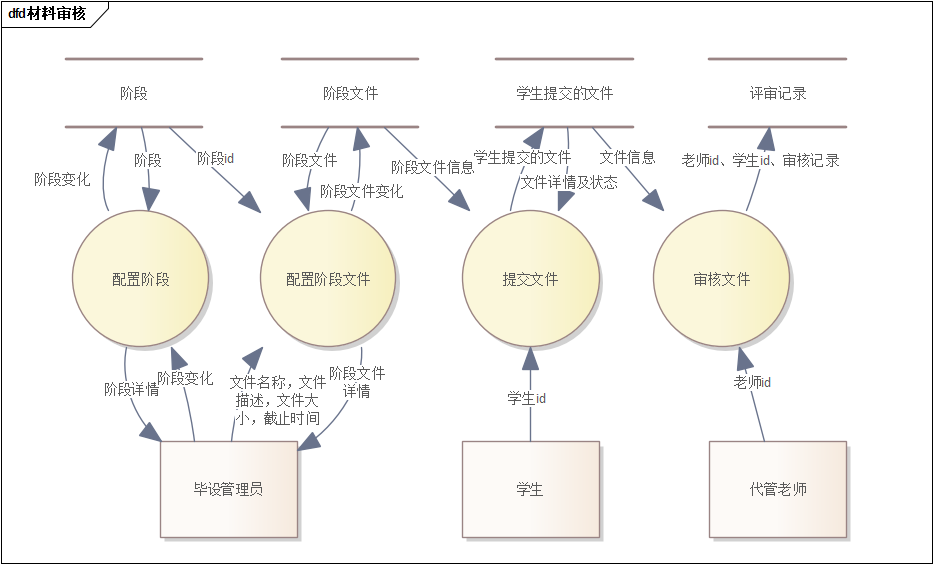 dfd材料审核
阶段
阶段文件
学生提交的文件
评审记录
阶段变化
阶段
阶段id
阶段文件
阶段文件变化
阶段文件信息
学生提交的文件
文件详情及状态
文件信息
老师id、学生id、审核记录
配置阶段
配置阶段文件
提交文件
审核文件
阶段详情
阶段变化
文件名称，文件
描述，文件大
小，截止时间
阶段文件
详情
学生id
老师id
毕设管理员
学生
代管老师